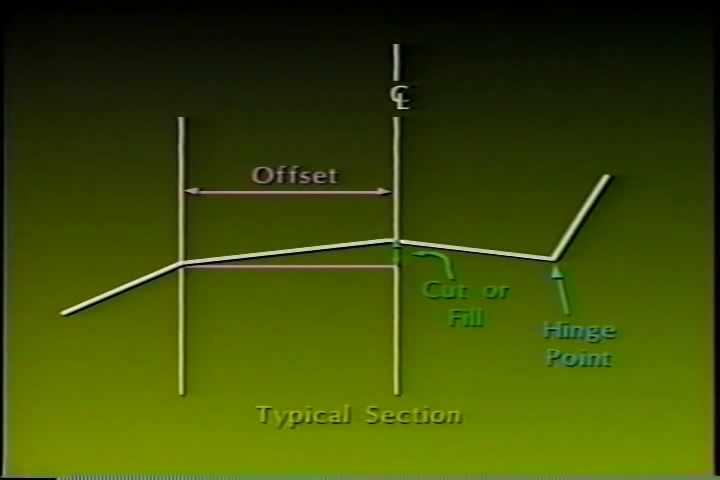 ℄
Offset
Cut or
Fill
Hinge
Point
Typical Section